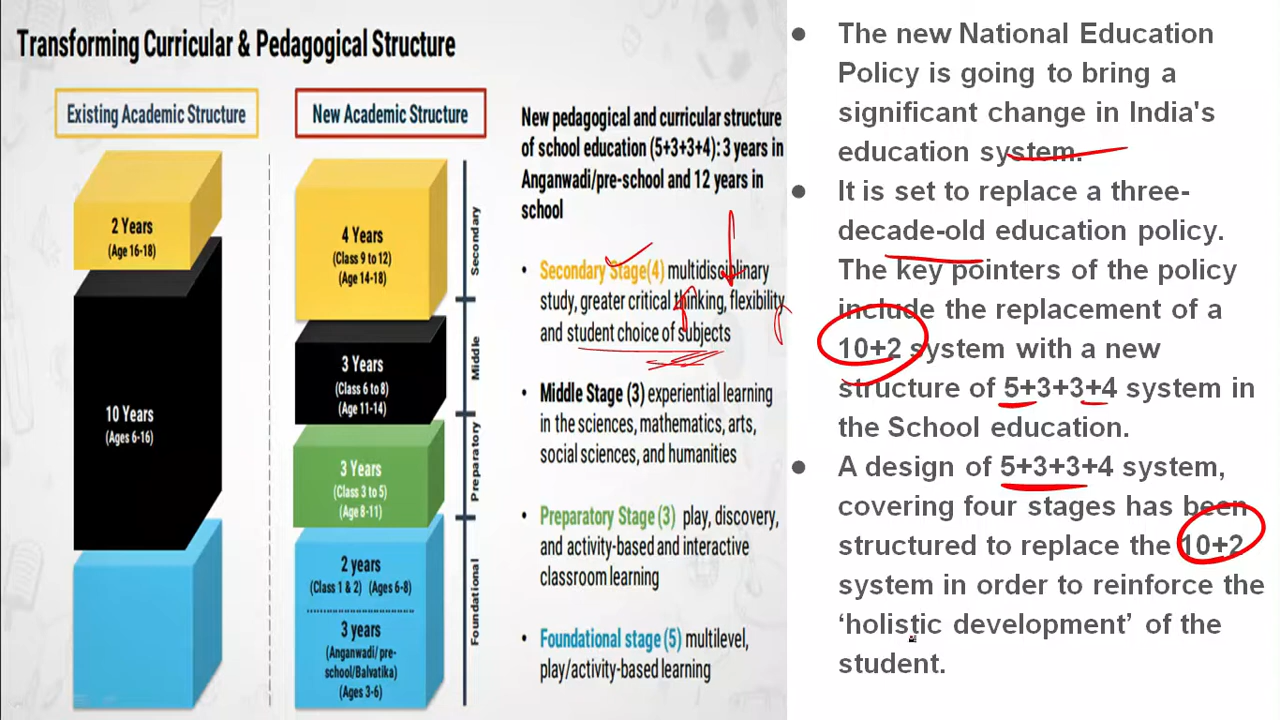 Transforming Curricular & Pedagogical Structure
Existing Academic Structure
2 Years
(Age 16-18)
10 Years
(Ages 6-16)
New Academic Structure
4 Years
(Class 9 to 12)
(Age 14-18)
Secondary
3 Years
(Class 6 to 8)
(Age 11-14)
Middle
3 Years
(Class 3 to 5)
(Age 8-11)
Preparatory
2 years
(Class 1 & 2) (Ages 6-8)
3 years
(Anganwadi/ pre-
school/Balvatika)
(Ages 3-6)
Foundational
New pedagogical and curricular structure
of school education (5+3+3+4): 3 years in
Anganwadi/pre-school and 12 years in
school
• Secondary Stage(4) multidisciplinary
study, greater critical thinking, flexibility
and student choice of subjects
• Middle Stage (3) experiential learning
in the sciences, mathematics, arts,
social sciences, and humanities
• Preparatory Stage (3) play, discovery,
and activity-based and interactive
classroom learning
• Foundational stage (5) multilevel,
play/activity-based learning
● The new National Education
Policy is going to bring a
significant change in India's
education system.
● It is set to replace a three-
decade-old education policy.
The key pointers of the policy
include the replacement of a
10+2 system with a new
structure of 5+3+3+4 system in
the School education.
● A design of 5+3+3+4 system,
covering four stages has been
structured to replace the 10+2
system in order to reinforce the
‘holistic development’ of the
student.